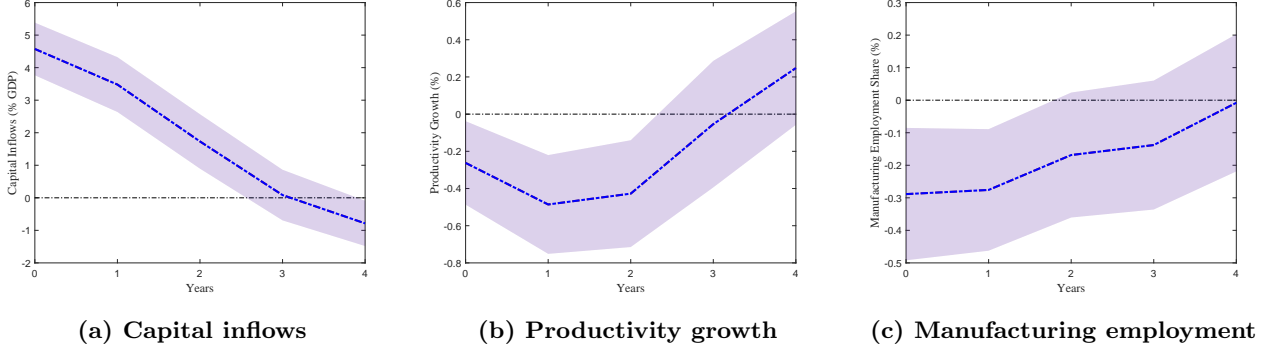 6
5
4
3
2
1
0
-1
-2
Capital Inflows (% GDP)
0 1 2 3 4
Years
(a) Capital inflows
0.6
0.4
0.2
0
-0.2
-0.4
-0.6
-0.8
Productivity Growth (%)
0 1 2 3 4
Years
(b) Productivity growth
0.3
0.2
0.1
0
-0.1
-0.2
-0.3
-0.4
-0.5
Manufacturing Employment Share (%)
0 1 2 3 4
Years
(c) Manufacturing employment